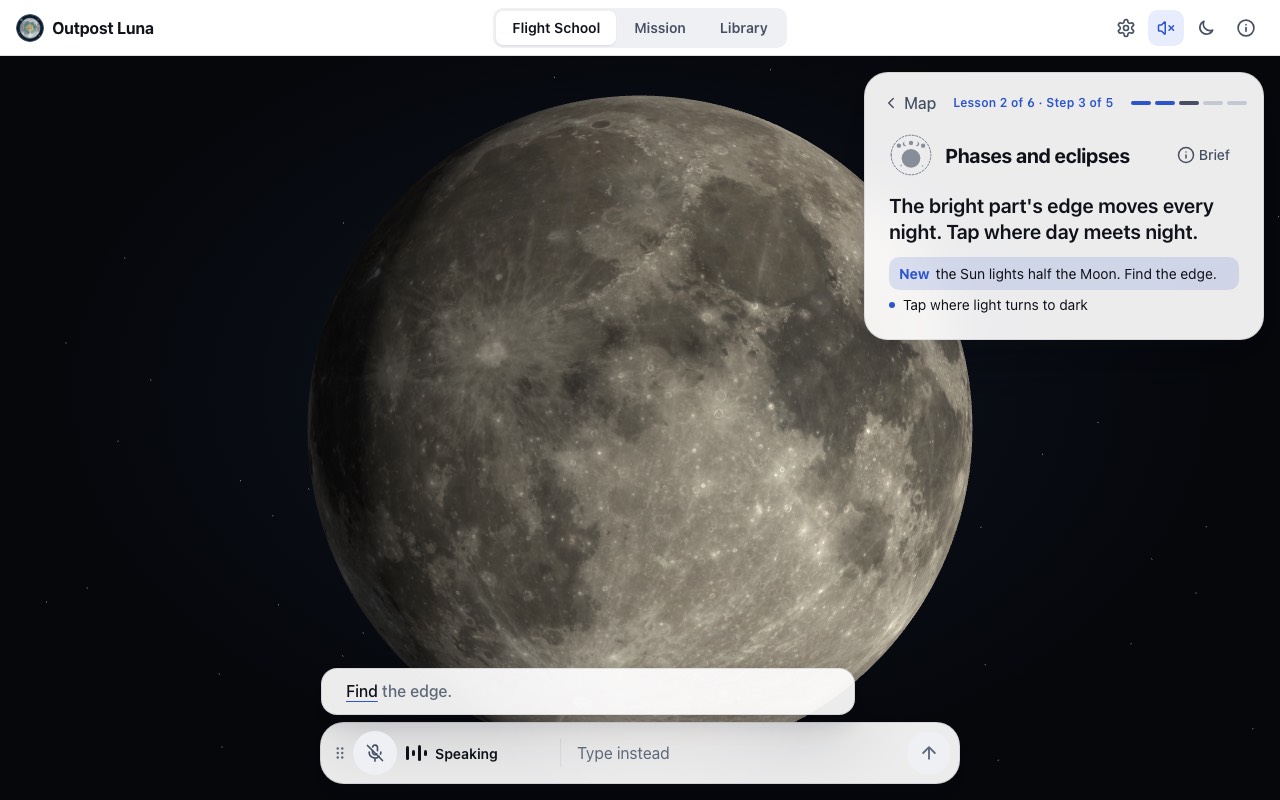 Outpost Luna
Flight School
Mission
Library
Map
Lesson 2 of 6 · Step 3 of 5
Phases and eclipses
Brief
The bright part's edge moves every
night. Tap where day meets night.
New the Sun lights half the Moon. Find the edge.
Tap where light turns to dark
Find the edge.
Speaking
Type instead